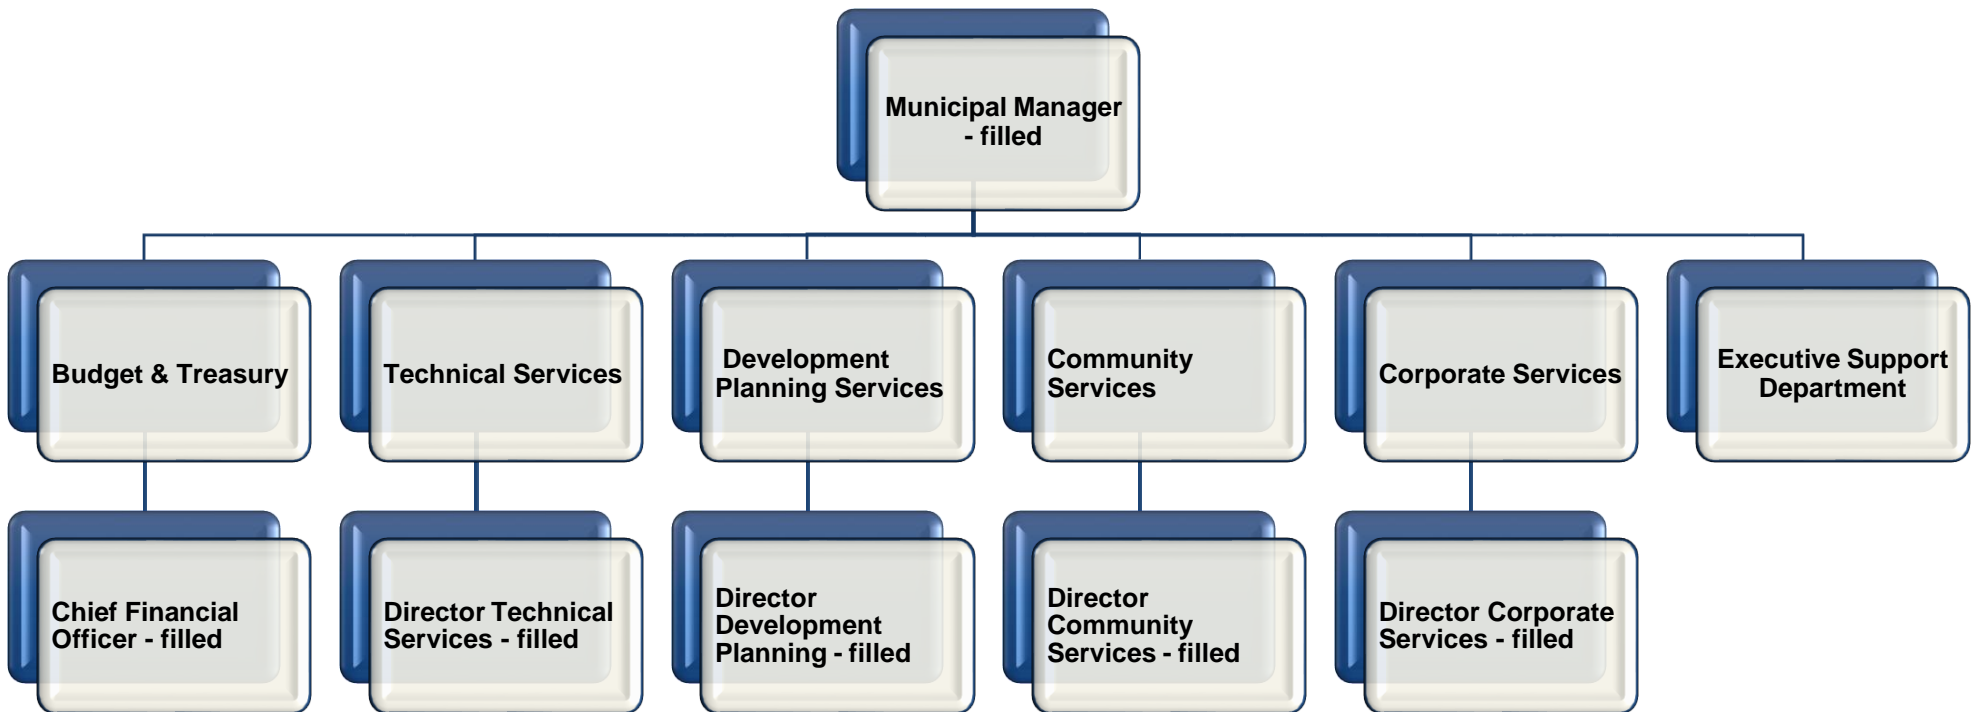 Municipal Manager
- filled
Budget & Treasury
Technical Services
Development
Planning Services
Community
Services
Corporate Services
Executive Support
Department
Chief Financial
Officer - filled
Director Technical
Services - filled
Director
Development
Planning - filled
Director
Community
Services - filled
Director Corporate
Services - filled